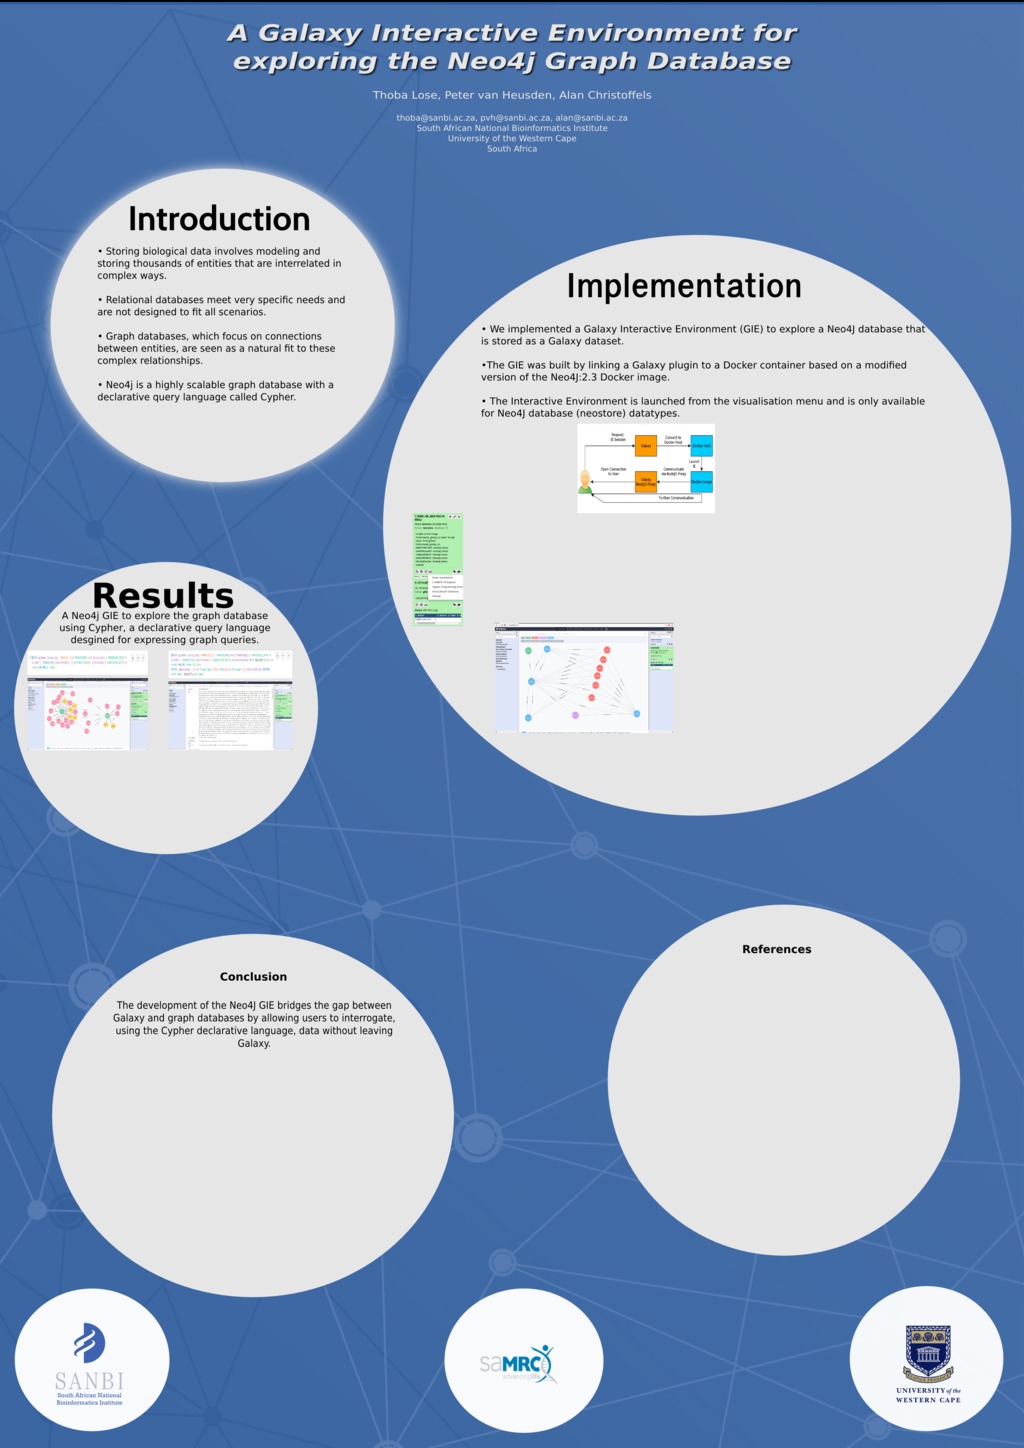 A Galaxy Interactive Environment for
exploring the Neo4j Graph Database
Thoba Lose, Peter van Heusden, Alan Christoffels
thoba@sanbi.ac.za, pvh@sanbi.ac.za, alan@sanbi.ac.za
South African National Bioinformatics Institute
University of the Western Cape
South Africa
Introduction
• Storing biological data involves modeling and
storing thousands of entities that are interrelated in
complex ways.
• Relational databases meet very specific needs and
are not designed to fit all scenarios.
• Graph databases, which focus on connections
between entities, are seen as a natural fit to these
complex relationships.
• Neo4j is a highly scalable graph database with a
declarative query language called Cypher.
Implementation
• We implemented a Galaxy Interactive Environment (GIE) to explore a Neo4J database that
is stored as a Galaxy dataset.
•The GIE was built by linking a Galaxy plugin to a Docker container based on a modified
version of the Neo4J:2.3 Docker image.
• The Interactive Environment is launched from the visualisation menu and is only available
for Neo4J database (neostore) datatypes.
Request
IE Session
Galaxy
Connect to
Docker Host
Docker Host
Launch
IE
Open Connection
to User
Galaxy
NodeJS Proxy
Communicate
via NodeJS Proxy
Docker Image
Further Communication
Results
A Neo4j GIE to explore the graph database
using Cypher, a declarative query language
desgined for expressing graph queries.
Conclusion
The development of the Neo4J GIE bridges the gap between
Galaxy and graph databases by allowing users to interrogate,
using the Cypher declarative language, data without leaving
Galaxy.
References
SANBI
South African National
Bioinformatics Institute
saMRC
advancinglife
UNIVERSITY of the
WESTERN CAPE